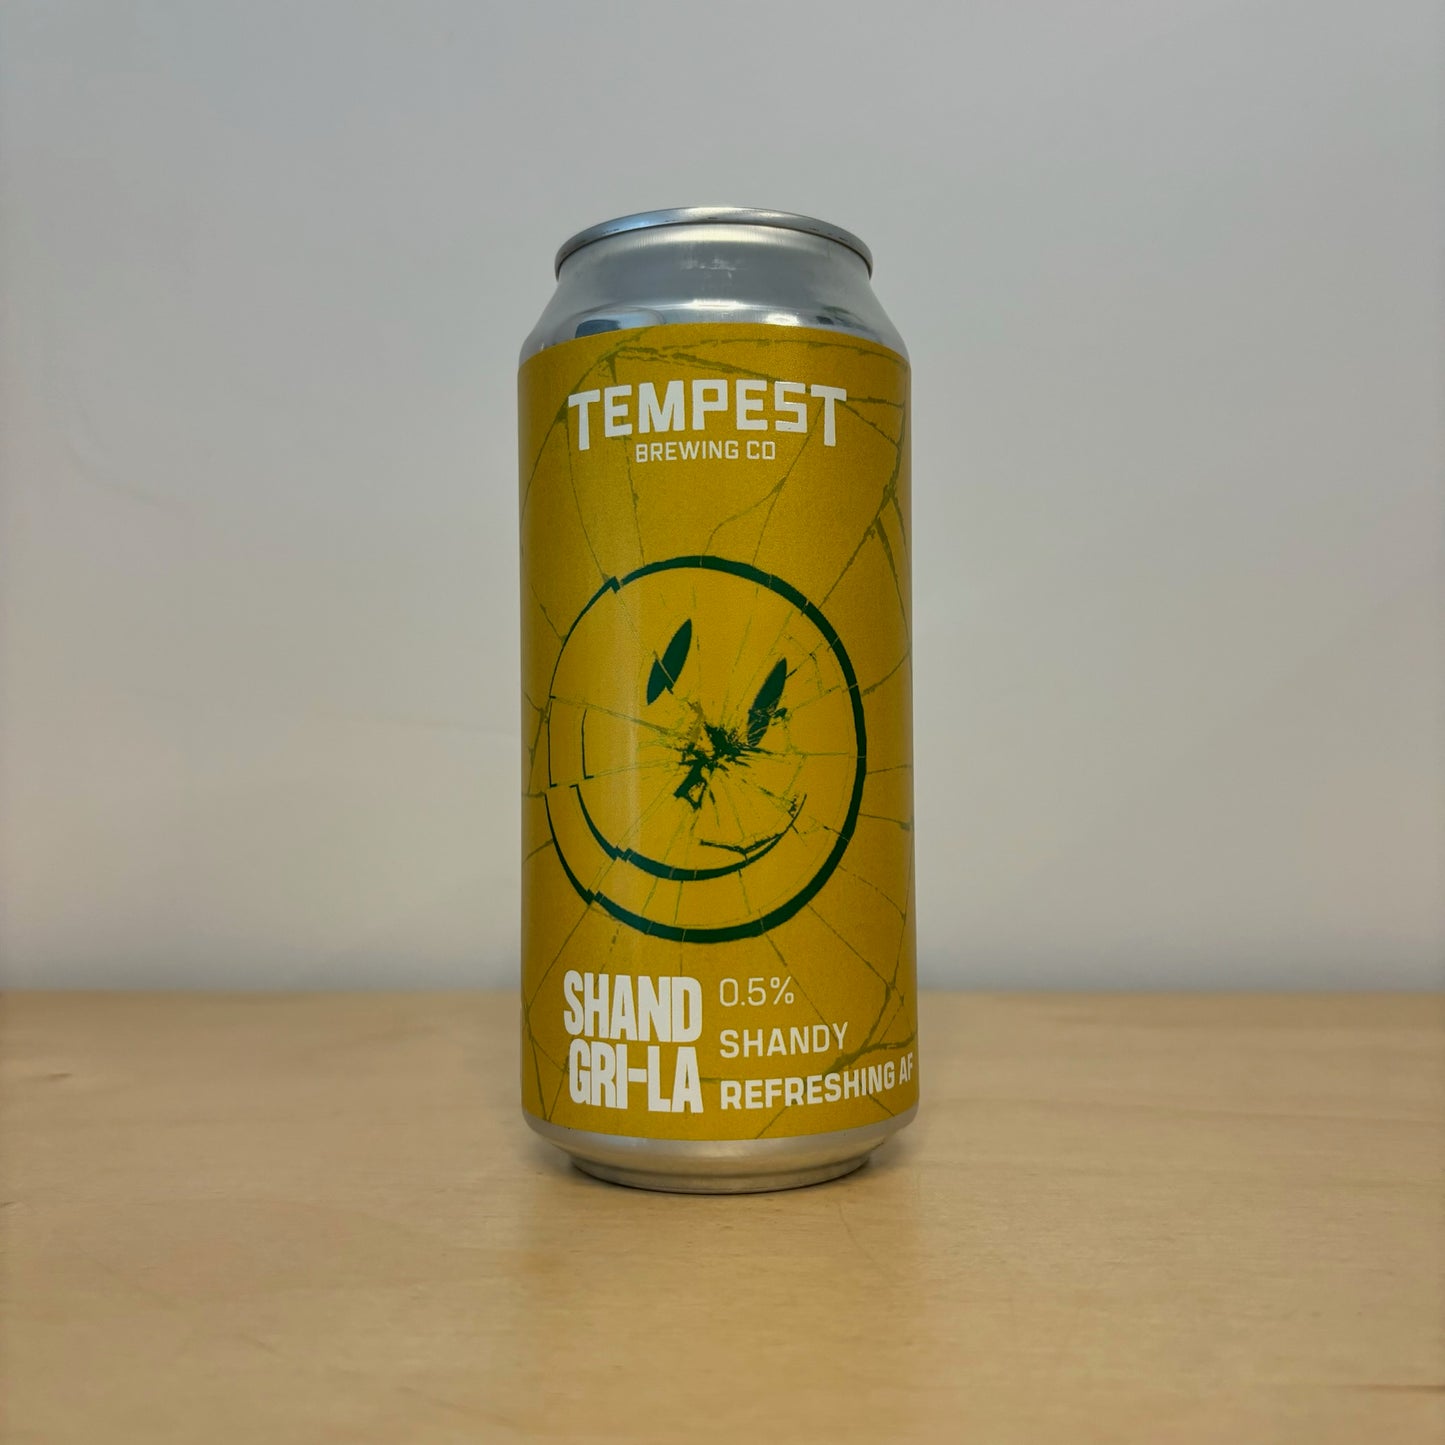 TEMPEST
BREWING CO
SHAND
GRI-LA
0.5%
SHANDY
REFRESHING AF